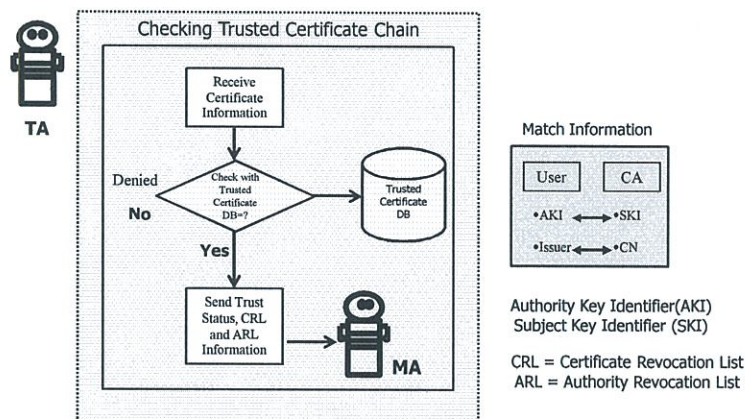 Checking Trusted Certificate Chain
TA
Receive
Certificate
Information
Denied
No
Check with
Trusted
Certificate
DB=?
Trusted
Certificate
DB
Yes
Send Trust
Status, CRL
and ARL
Information
MA
Match Information
User CA
•AKI •SKI
•Issuer •CN
Authority Key Identifier(AKI)
Subject Key Identifier (SKI)
CRL = Certificate Revocation List
ARL = Authority Revocation List